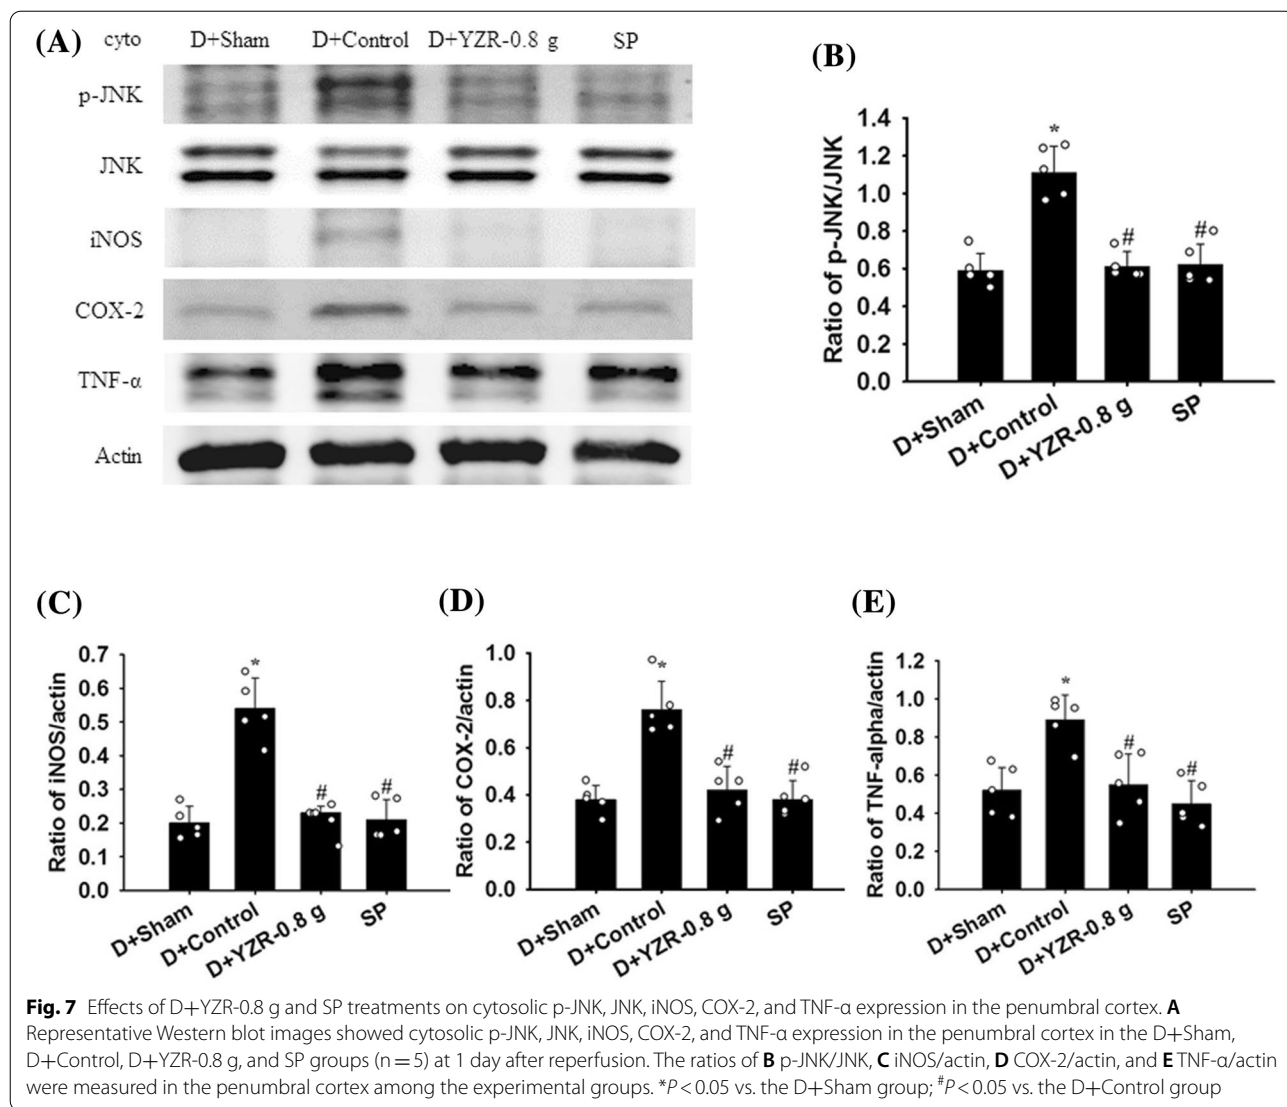 (A) cyto D+Sham D+Control D+YZR-0.8 g SP
p-JNK
JNK
iNOS
COX-2
TNF-α
Actin
(B)
Ratio of p-JNK/JNK
1.4
1.2
1.0
0.8
0.6
0.4
0.2
0.0
*
#
#
D+Sham
D+Control
D+YZR-0.8 g
SP
(C)
Ratio of iNOS/actin
0.7
0.6
0.5
0.4
0.3
0.2
0.1
0.0
*
#
#
D+Sham
D+Control
D+YZR-0.8 g
SP
(D)
Ratio of COX-2/actin
1.0
0.8
0.6
0.4
0.2
0.0
*
#
#
D+Sham
D+Control
D+YZR-0.8 g
SP
(E)
Ratio of TNF-alpha/actin
1.2
1.0
0.8
0.6
0.4
0.2
0.0
*
#
#
D+Sham
D+Control
D+YZR-0.8 g
SP
Fig. 7 Effects of D+YZR-0.8 g and SP treatments on cytosolic p-JNK, JNK, iNOS, COX-2, and TNF-α expression in the penumbral cortex. A
Representative Western blot images showed cytosolic p-JNK, JNK, iNOS, COX-2, and TNF-α expression in the penumbral cortex in the D+Sham,
D+Control, D+YZR-0.8 g, and SP groups (n = 5) at 1 day after reperfusion. The ratios of B p-JNK/JNK, C iNOS/actin, D COX-2/actin, and E TNF-α/actin
were measured in the penumbral cortex among the experimental groups. *P < 0.05 vs. the D+Sham group; #P < 0.05 vs. the D+Control group